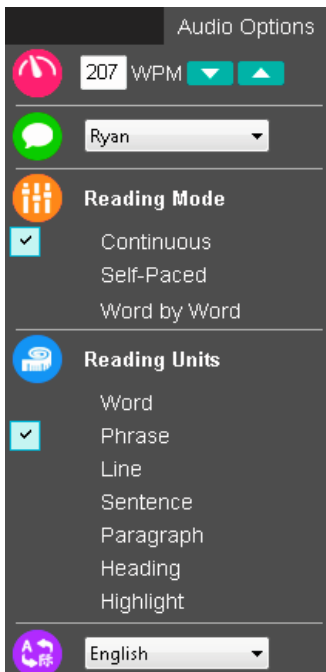 Audio Options
207 WPM
Ryan
Reading Mode
Continuous
Self-Paced
Word by Word
Reading Units
Word
Phrase
Line
Sentence
Paragraph
Heading
Highlight
English